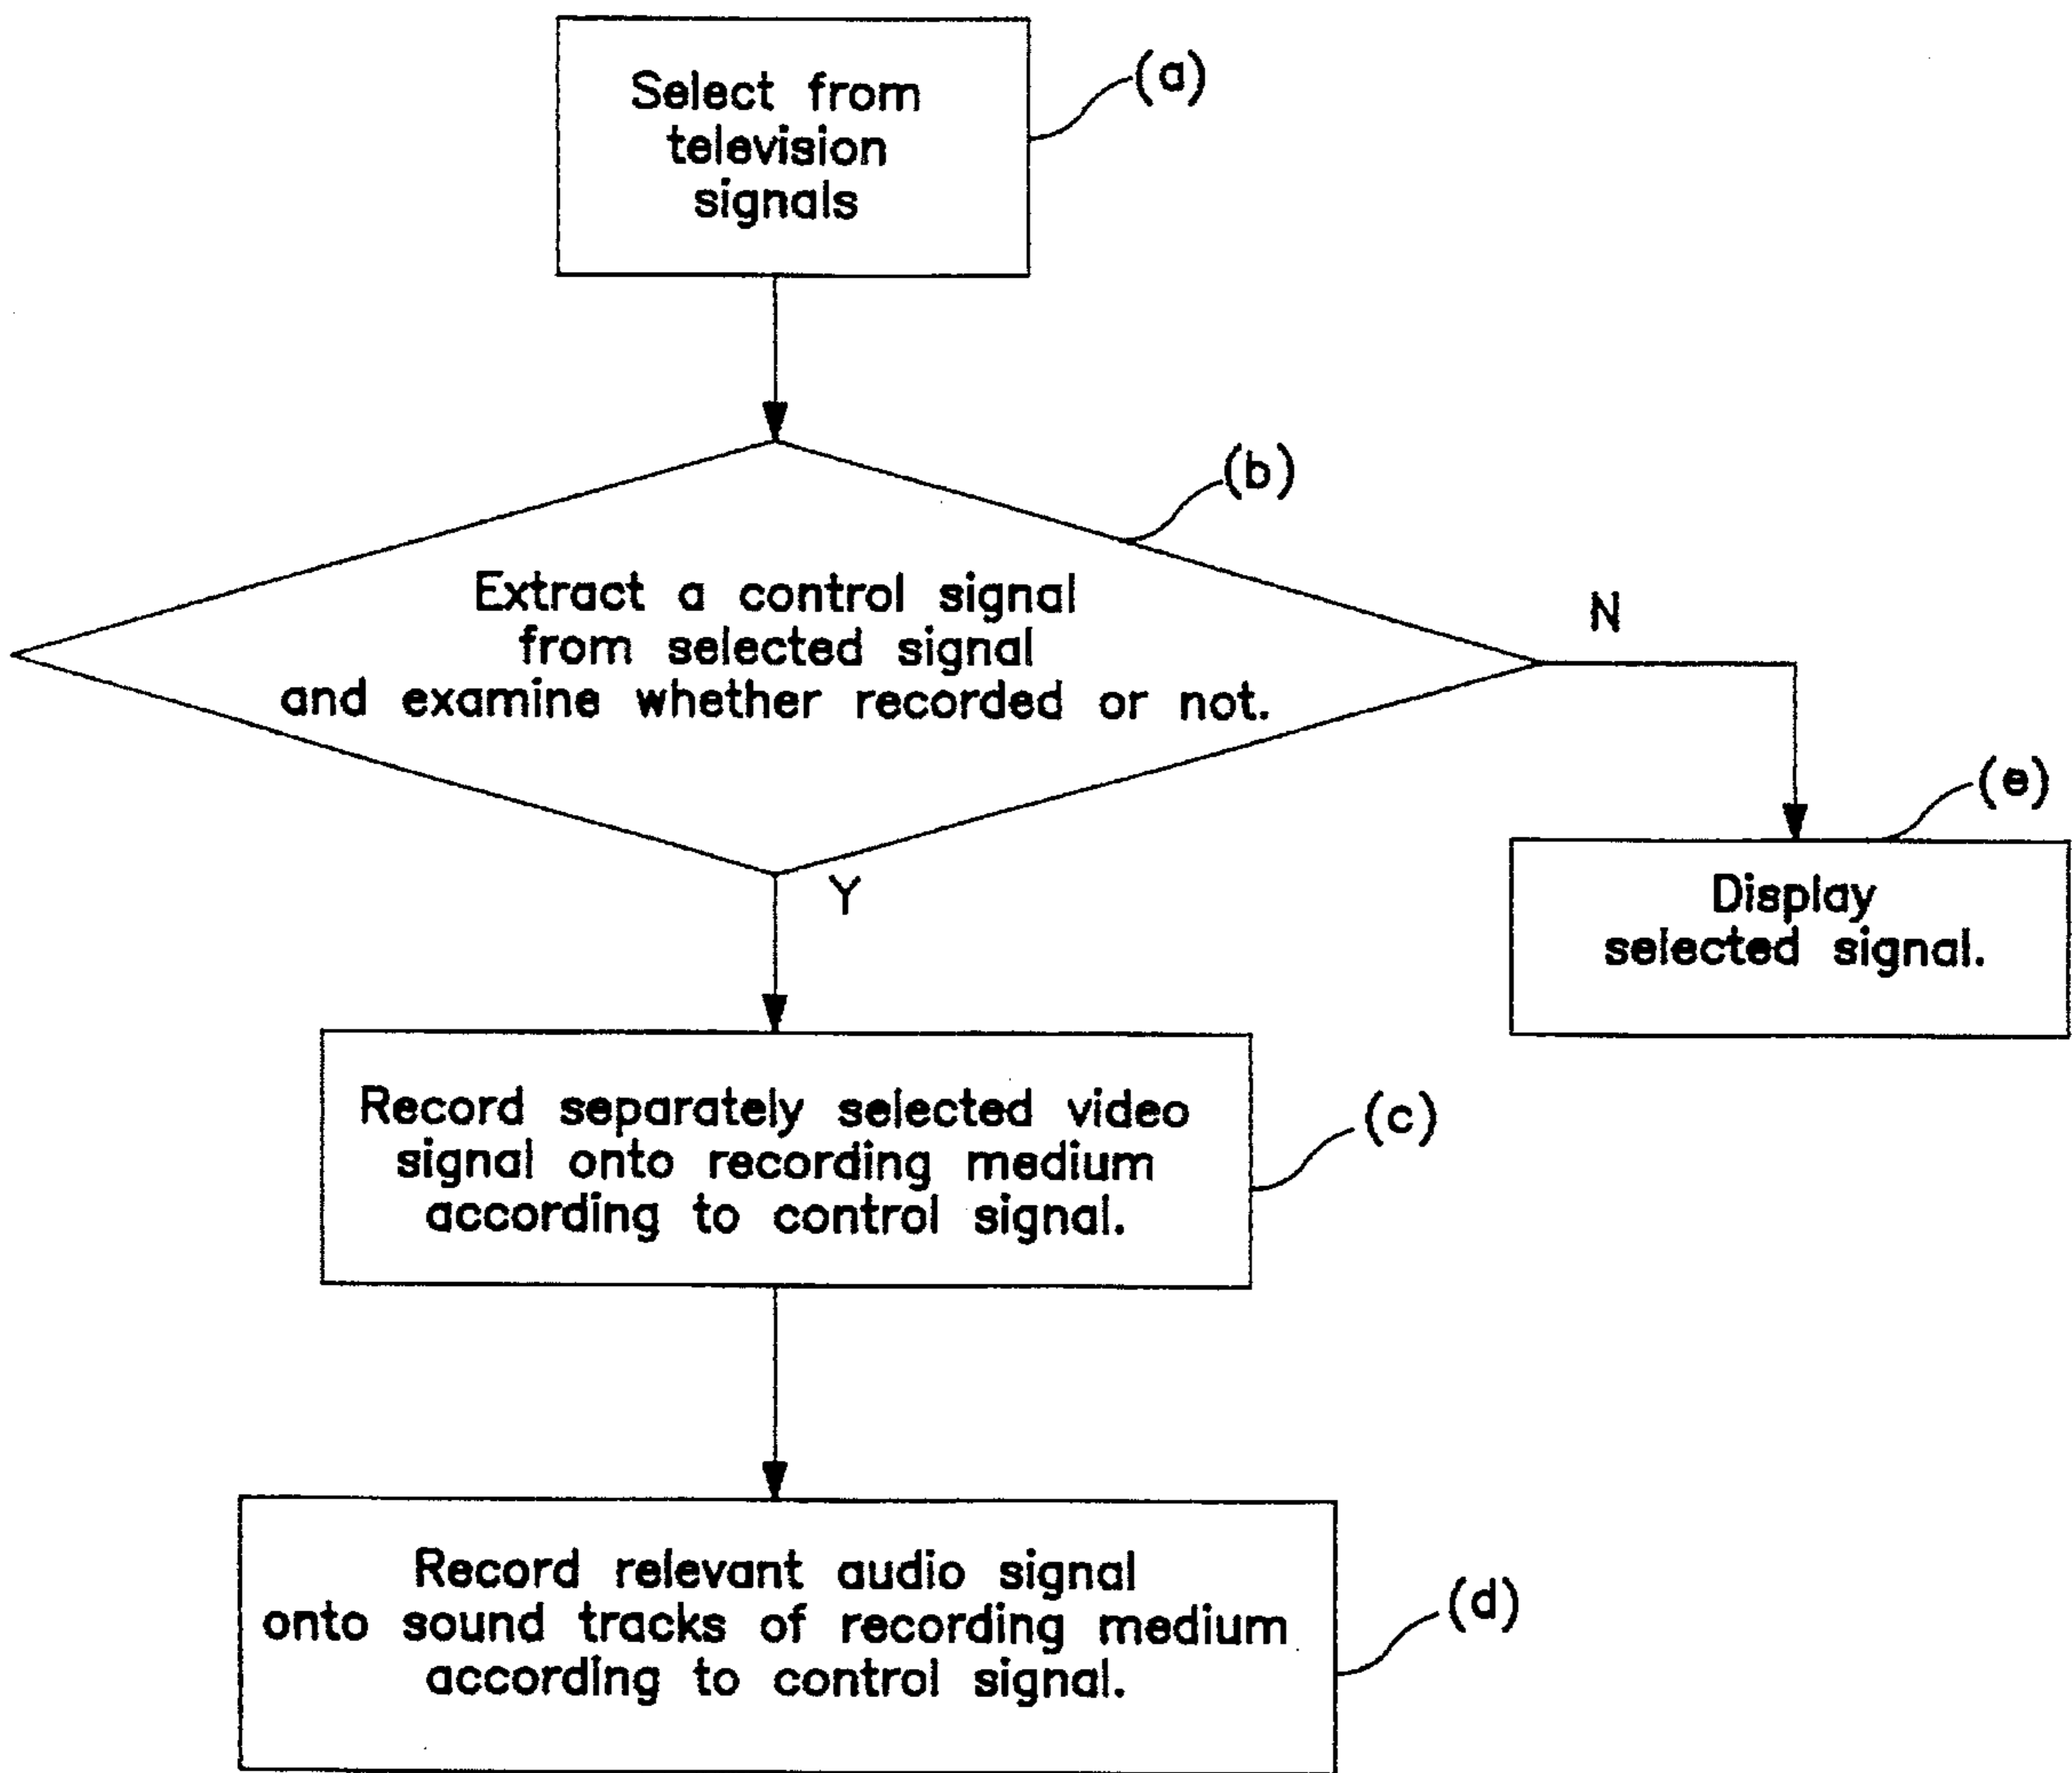 Select from
television
signals
(a)
Extract a control signal
from selected signal
and examine whether recorded or not.
(b)
N
Y
Display
selected signal.
(e)
Record separately selected video
signal onto recording medium
according to control signal.
(c)
Record relevant audio signal
onto sound tracks of recording medium
according to control signal.
(d)